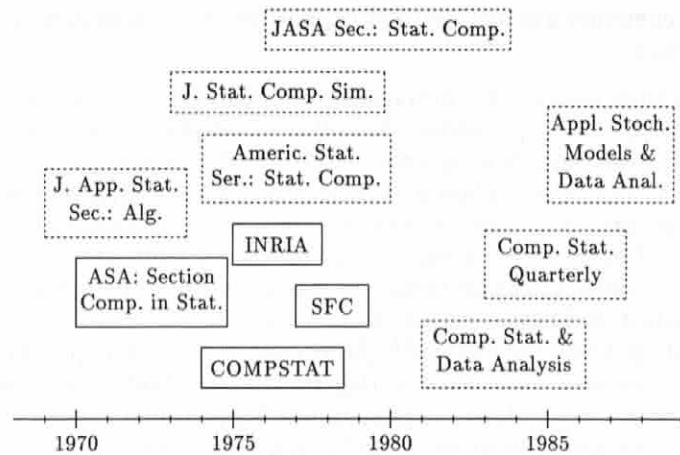 JASA Sec.: Stat. Comp.
J. Stat. Comp. Sim.
Appl. Stoch.
Models &
Data Anal.
Americ. Stat.
Ser.: Stat. Comp.
J. App. Stat.
Sec.: Alg.
INRIA
Comp. Stat.
Quarterly
ASA: Section
Comp. in Stat.
SFC
Comp. Stat. &
Data Analysis
COMPSTAT
1970 1975 1980 1985